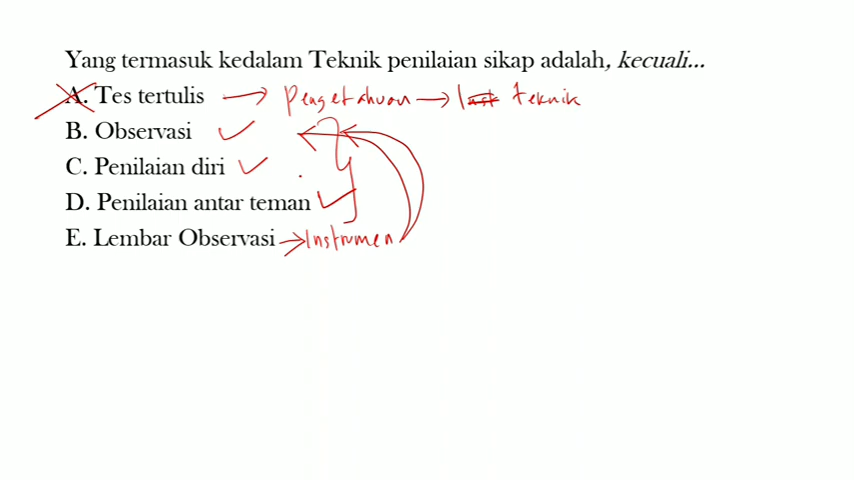 Yang termasuk kedalam Teknik penilaian sikap adalah, kecuali...
A. Tes tertulis → Pengetahuan → teknik
B. Observasi
C. Penilaian diri
D. Penilaian antar teman
E. Lembar Observasi → Instrumen